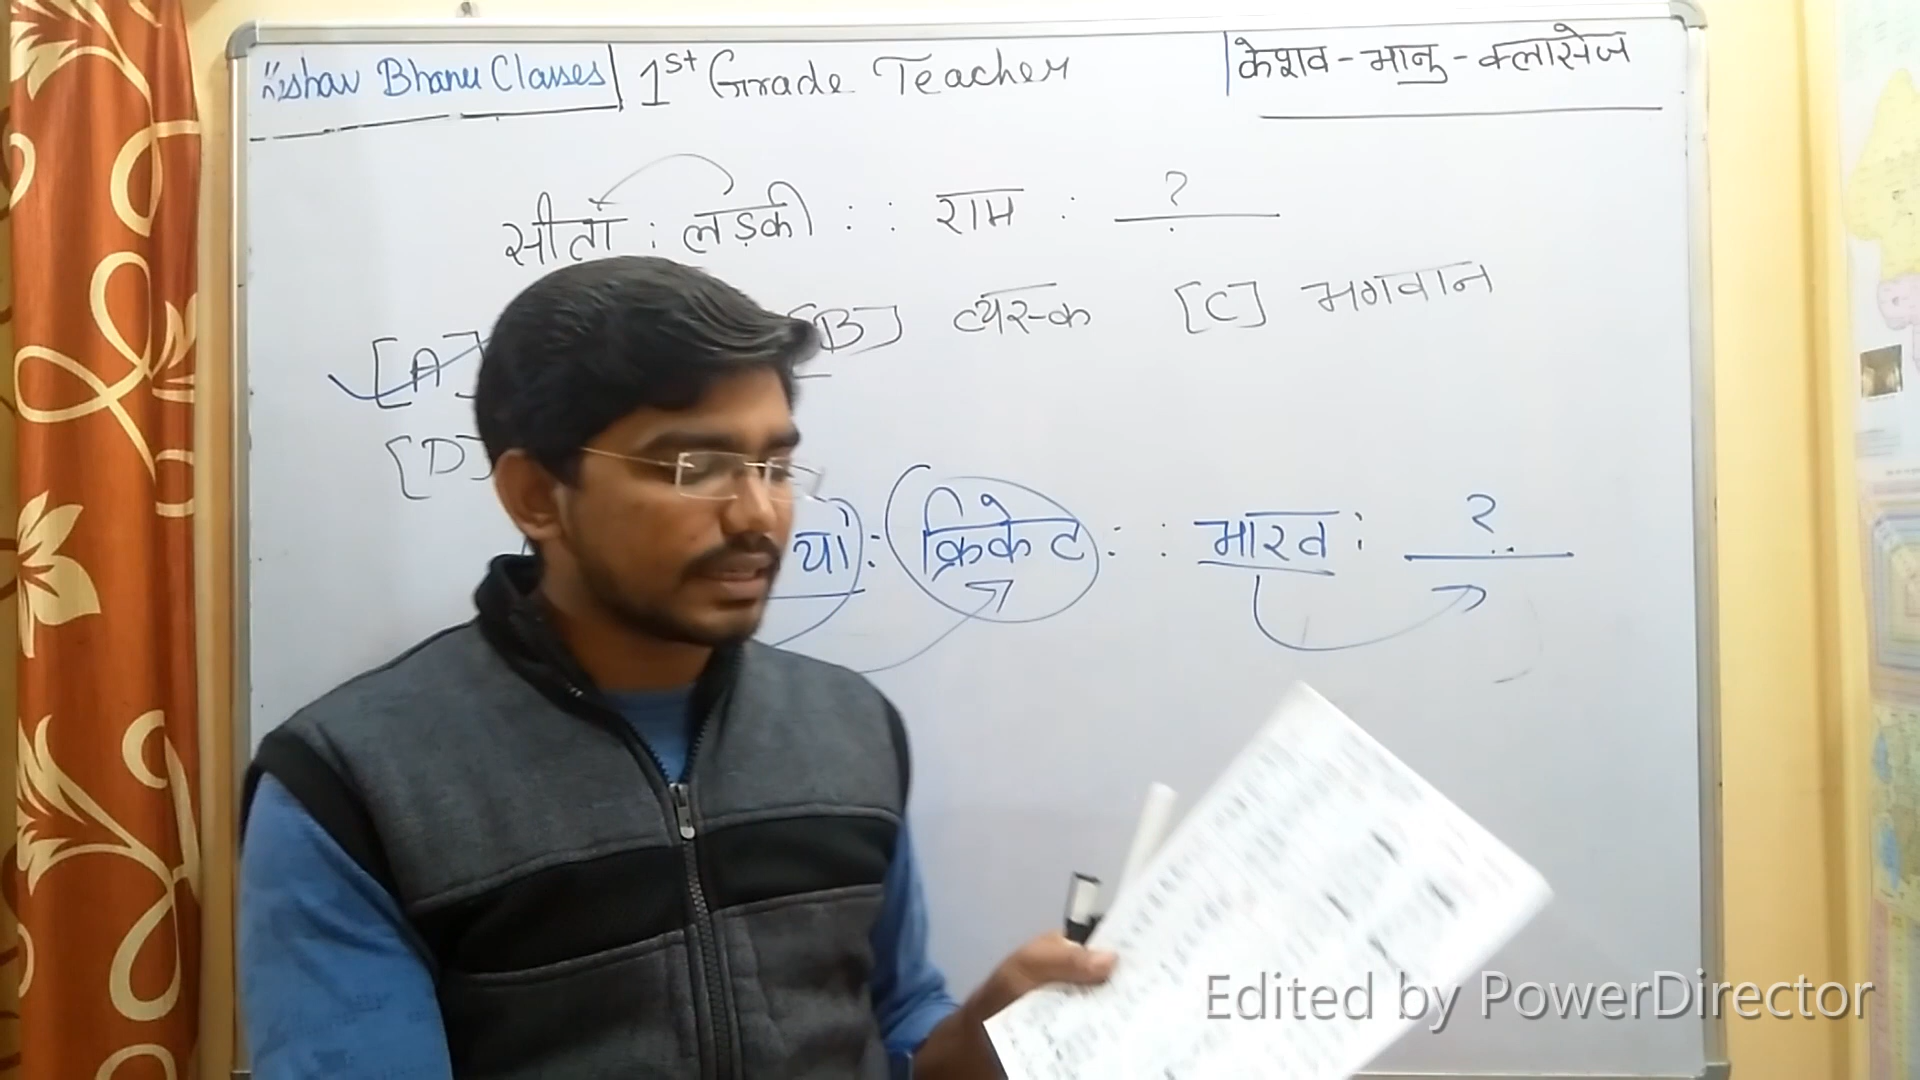 Keshav Bhanu Classes 1st Grade Teacher केशव - भानु - क्लासेज
सीता : लड़की : : राम : ?
[A] [B] व्यस्क [C] भगवान
[D]
या : क्रिकेट : : भारत : ?
Edited by PowerDirector